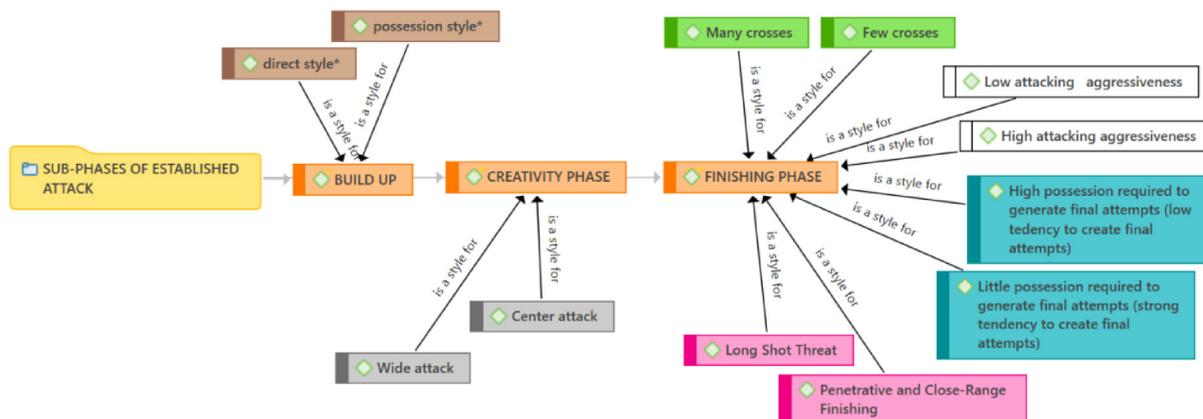 possession style*
Many crosses
Few crosses
direct style*
Low attacking aggressiveness
is a style for
is a style for
is a style for
is a style for
is a style for
High attacking aggressiveness
is a style for
SUB-PHASES OF ESTABLISHED
ATTACK
BUILD UP
CREATIVITY PHASE
FINISHING PHASE
is a style for
High possession required to
generate final attempts (low
tedency to create final
attempts)
is a style for
is a style for
is a style for
is a style for
is a style for
Little possession required to
generate final attempts (strong
tendency to create final
attempts)
Center attack
Long Shot Threat
Wide attack
Penetrative and Close-Range
Finishing